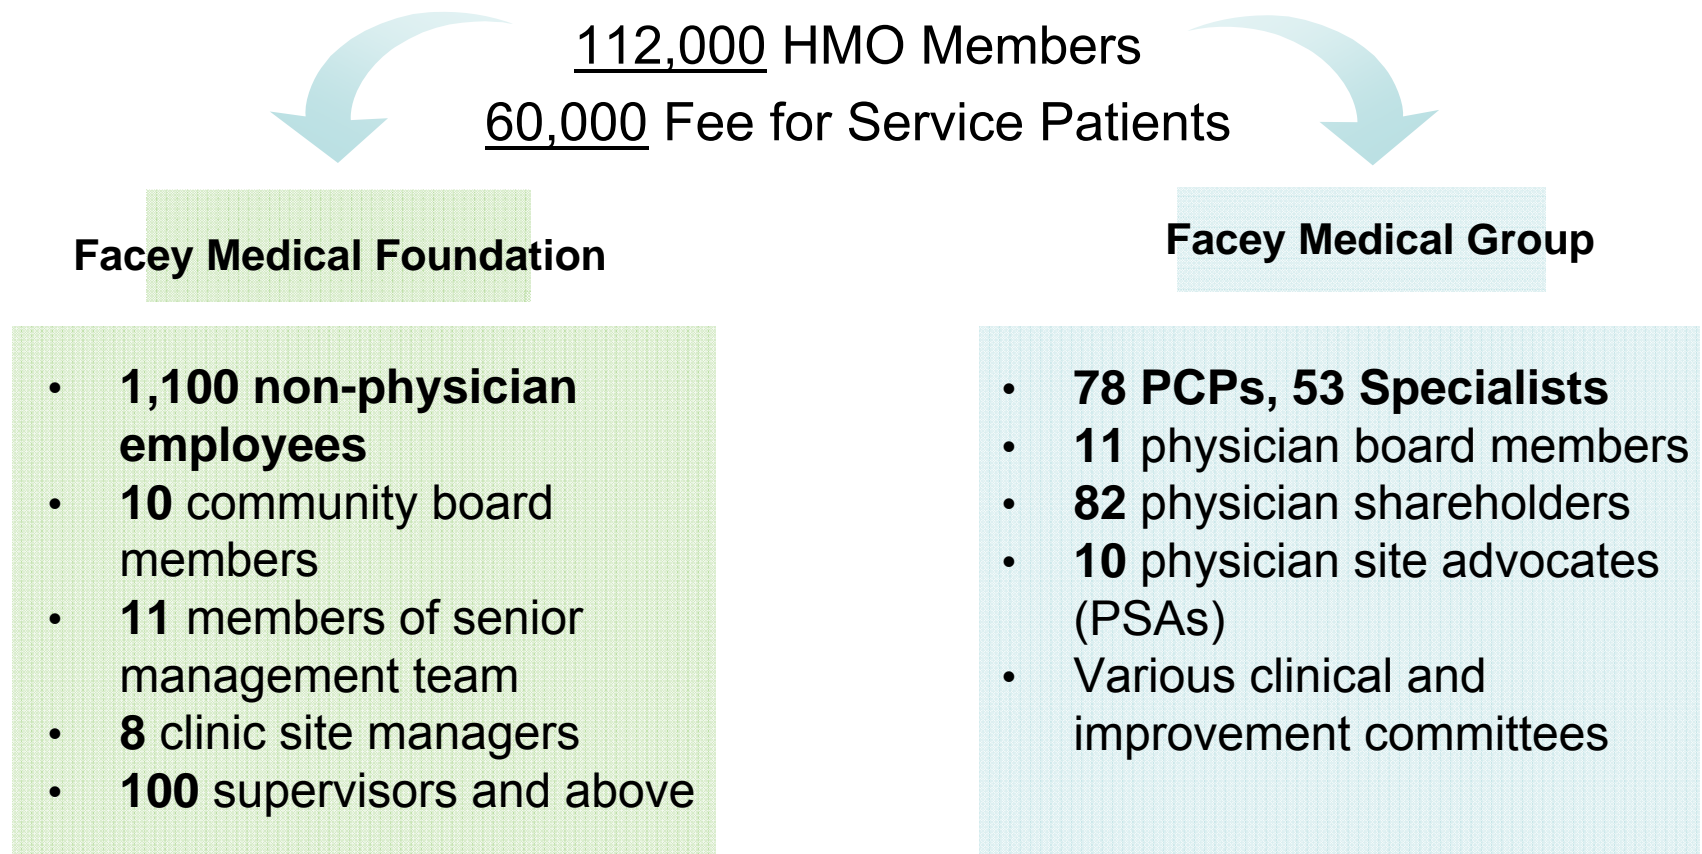 112,000 HMO Members
60,000 Fee for Service Patients
Facey Medical Foundation
• 1,100 non-physician
employees
• 10 community board
members
• 11 members of senior
management team
• 8 clinic site managers
• 100 supervisors and above
Facey Medical Group
• 78 PCPs, 53 Specialists
• 11 physician board members
• 82 physician shareholders
• 10 physician site advocates
(PSAs)
• Various clinical and
improvement committees